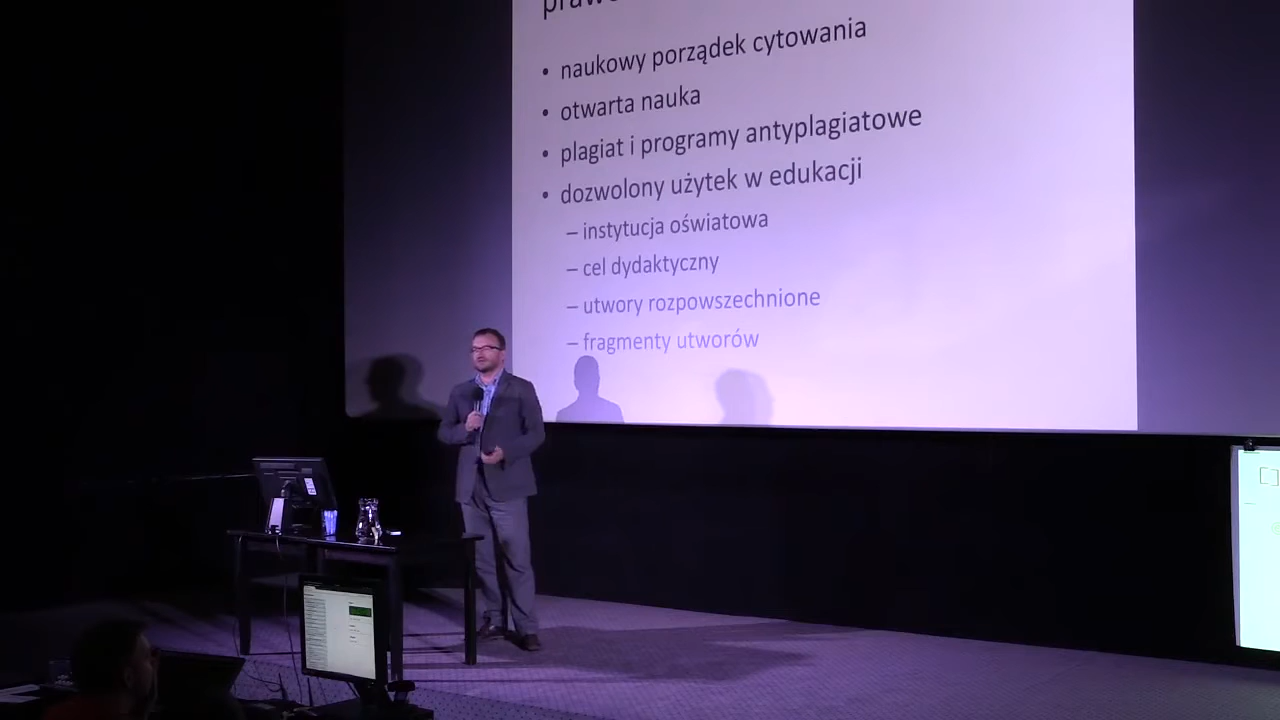 • naukowy porządek cytowania
• otwarta nauka
• plagiat i programy antyplagiatowe
• dozwolony użytek w edukacji
– instytucja oświatowa
– cel dydaktyczny
– utwory rozpowszechnione
– fragmenty utworów